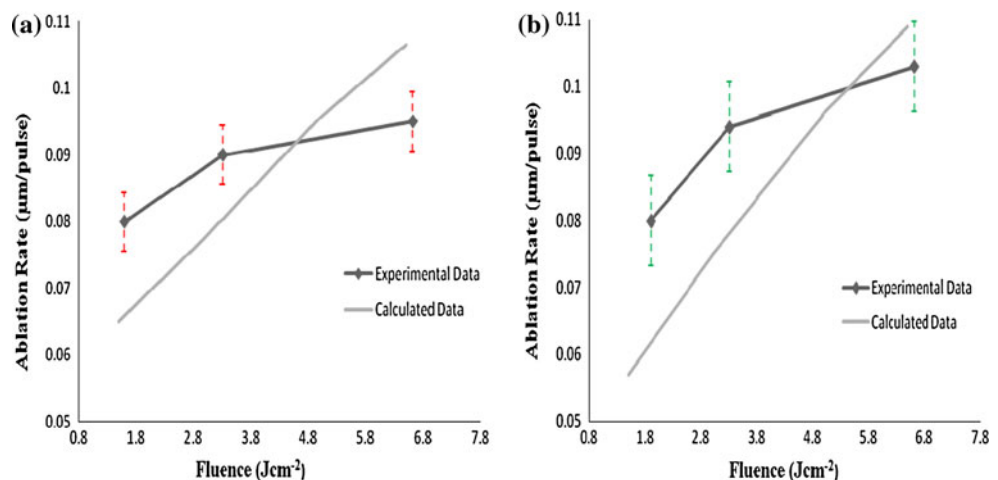 (a)
0.11
0.1
0.09
0.08
0.07
0.06
0.05
Ablation Rate (µm/pulse)
Experimental Data
Calculated Data
0.8 1.8 2.8 3.8 4.8 5.8 6.8 7.8
Fluence (Jcm-2)
(b)
0.11
0.1
0.09
0.08
0.07
0.06
0.05
Ablation Rate (µm/pulse)
Experimental Data
Calculated Data
0.8 1.8 2.8 3.8 4.8 5.8 6.8 7.8
Fluence (Jcm-2)